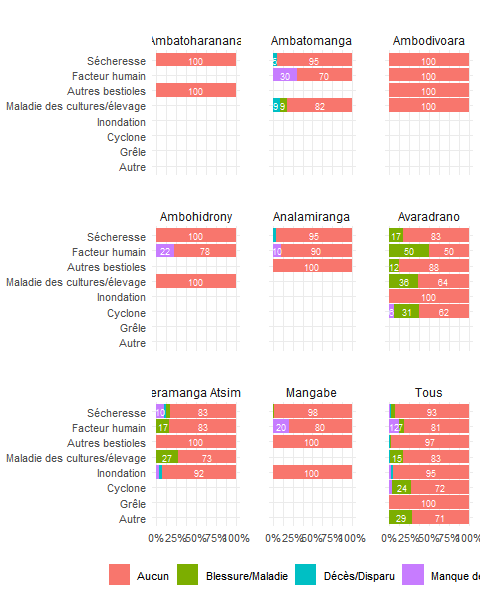 Ambatoharanana Ambatomanga Ambodivoara
Sécheresse 100 5 95 100
Facteur humain 30 70 100
Autres bestioles 100 100
Maladie des cultures/élevage 9 9 82 100
Inondation
Cyclone
Grêle
Autre
Ambohidrony Analamiranga Avaradrano
Sécheresse 100 95 17 83
Facteur humain 22 78 10 90 50 50
Autres bestioles 100 12 88
Maladie des cultures/élevage 100 36 64
Inondation 100
Cyclone 6 31 62
Grêle
Autre
eramanga Atsim Mangabe Tous
Sécheresse 10 83 98 93
Facteur humain 17 83 20 80 12 7 81
Autres bestioles 100 100 97
Maladie des cultures/élevage 27 73 15 83
Inondation 92 100 95
Cyclone 24 72
Grêle 100
Autre 29 71
0% 25% 50% 75% 100% 0% 25% 50% 75% 100% 0% 25% 50% 75% 100%
Aucun Blessure/Maladie Décès/Disparu Manque de